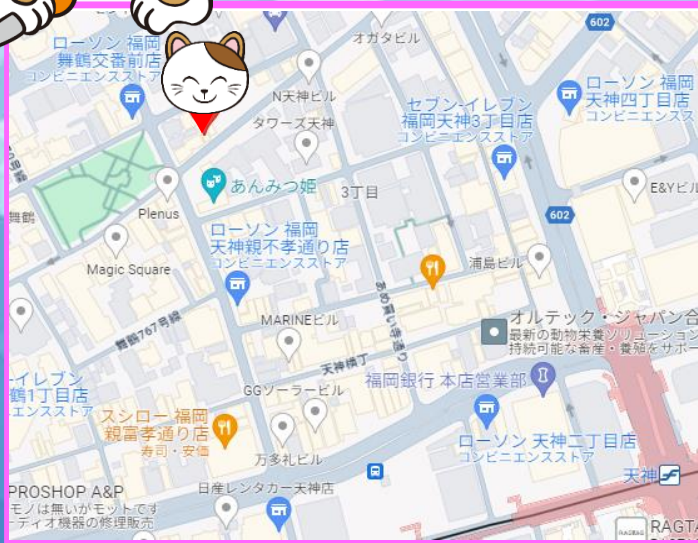 オガタビル
602
ローソン 福岡
舞鶴交番前店
コンビニエンスストア
N天神ビル
タワーズ天神
セブン-イレブン
福岡天神3丁目店
コンビニエンスストア
ローソン 福岡
天神四丁目店
コンビニエンスス
あんみつ姫
3丁目
E&Yビル
舞鶴
Plenus
602
ローソン 福岡
天神親不孝通り店
コンビニエンスストア
Magic Square
浦島ビル
舞鶴767号線
MARINEビル
あめ買い寺通り
オルテック・ジャパン合
最新の動物栄養ソリューション
持続可能な畜産・養殖をサポー
天神横丁
-イレブン
鶴1丁目店
エンスストア
GGソーラービル
福岡銀行 本店営業部
スシロー 福岡
親富孝通り店
寿司・安価
万多礼ビル
ローソン 天神二丁目店
コンビニエンスストア
天神
PROSHOP A&P
モノは無いがモットです
ディオ機器の修理販売
日産レンタカー天神店
RAGTAG
RAGTA